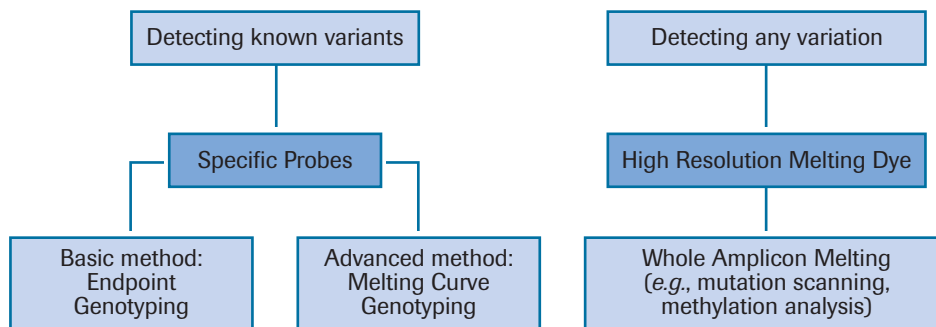 Detecting known variants
Specific Probes
Basic method:
Endpoint
Genotyping
Advanced method:
Melting Curve
Genotyping
Detecting any variation
High Resolution Melting Dye
Whole Amplicon Melting
(e.g., mutation scanning,
methylation analysis)